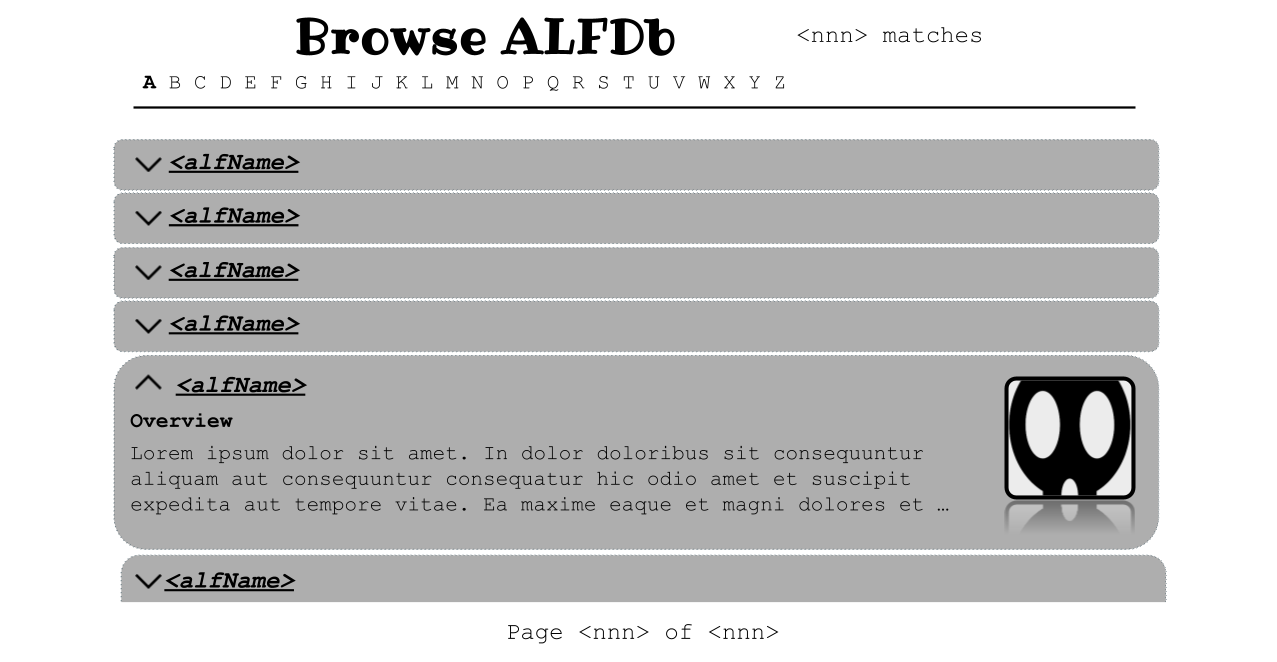 Browse ALFDb
<nnn> matches
A B C D E F G H I J K L M N O P Q R S T U V W X Y Z
<alfName>
<alfName>
<alfName>
<alfName>
<alfName>
Overview
Lorem ipsum dolor sit amet. In dolor doloribus sit consequuntur
aliquam aut consequuntur consequatur hic odio amet et suscipit
expedita aut tempore vitae. Ea maxime eaque et magni dolores et …
<alfName>
Page <nnn> of <nnn>